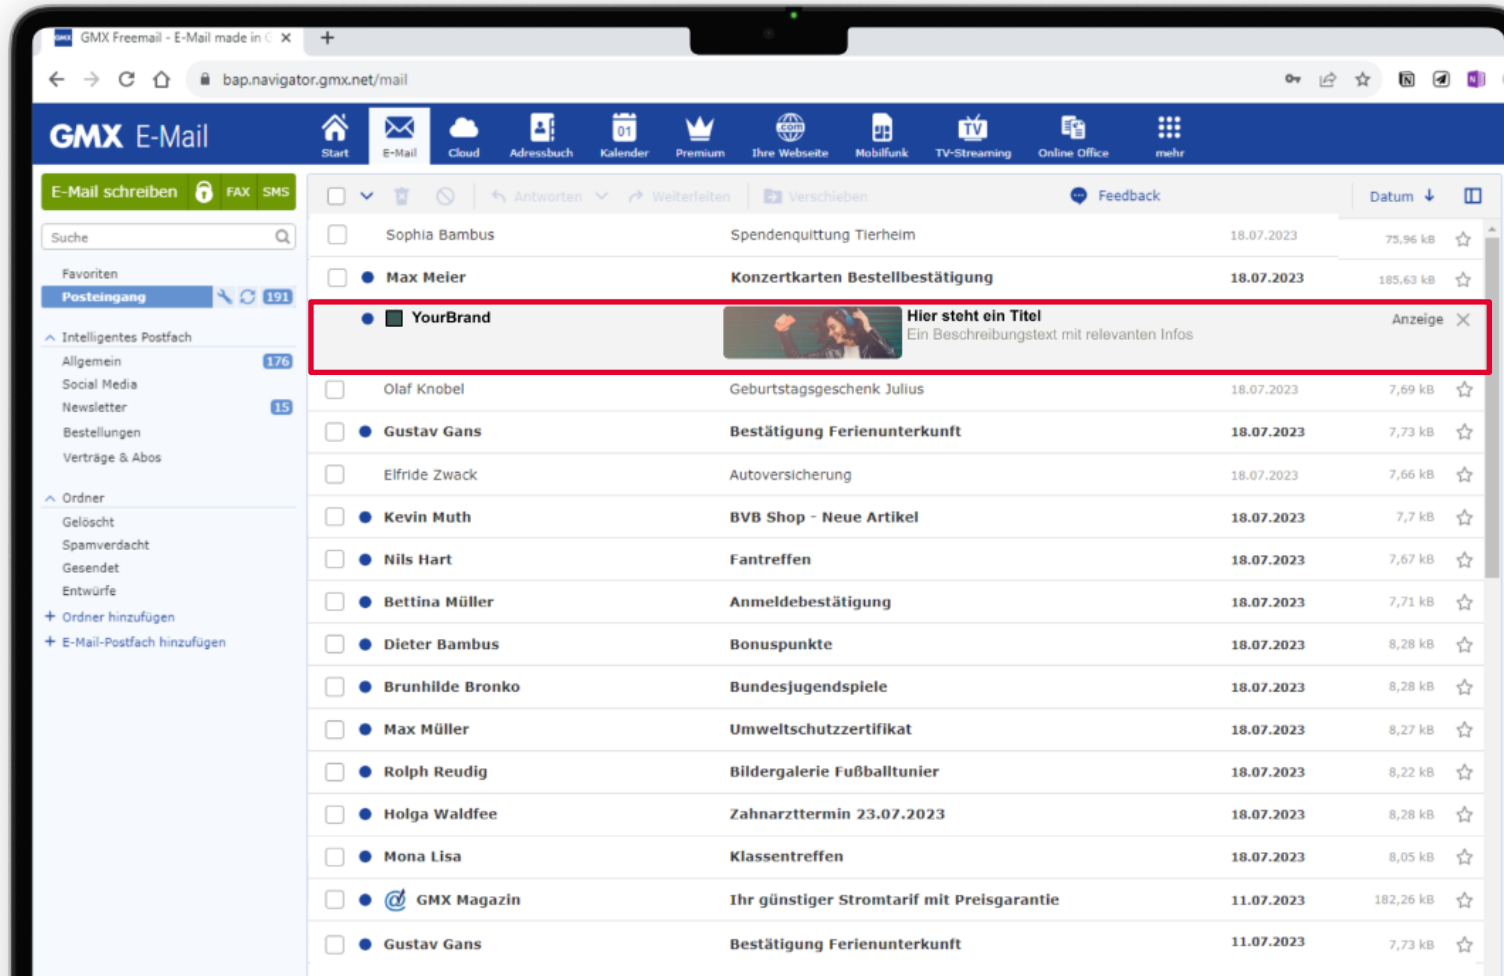 GMX Freemail - E-Mail made in G
bap.navigator.gmx.net/mail
GMX E-Mail
Start
E-Mail
Cloud
Adressbuch
01
Kalender
Premium
.com
Ihre Webseite
Mobilfunk
TV
TV-Streaming
Online Office
mehr
E-Mail schreiben FAX SMS
Antworten Weiterleiten Verschieben Feedback Datum
Suche
Favoriten
Posteingang 191
Intelligentes Postfach
Allgemein 176
Social Media
Newsletter 15
Bestellungen
Verträge & Abos
Ordner
Gelöscht
Spamverdacht
Gesendet
Entwürfe
+ Ordner hinzufügen
+ E-Mail-Postfach hinzufügen
Sophia Bambus Spendenquittung Tierheim 18.07.2023 75,96 kB
Max Meier Konzertkarten Bestellbestätigung 18.07.2023 185,63 kB
YourBrand Hier steht ein Titel Anzeige
Ein Beschreibungstext mit relevanten Infos
Olaf Knobel Geburtstagsgeschenk Julius 18.07.2023 7,69 kB
Gustav Gans Bestätigung Ferienunterkunft 18.07.2023 7,73 kB
Elfride Zwack Autoversicherung 18.07.2023 7,66 kB
Kevin Muth BVB Shop - Neue Artikel 18.07.2023 7,7 kB
Nils Hart Fantreffen 18.07.2023 7,67 kB
Bettina Müller Anmeldebestätigung 18.07.2023 7,71 kB
Dieter Bambus Bonuspunkte 18.07.2023 8,28 kB
Brunhilde Bronko Bundesjugendspiele 18.07.2023 8,28 kB
Max Müller Umweltschutzzertifikat 18.07.2023 8,27 kB
Rolph Reudig Bildergalerie Fußballtunier 18.07.2023 8,22 kB
Holga Waldfee Zahnarzttermin 23.07.2023 18.07.2023 8,28 kB
Mona Lisa Klassentreffen 18.07.2023 8,05 kB
GMX Magazin Ihr günstiger Stromtarif mit Preisgarantie 11.07.2023 182,26 kB
Gustav Gans Bestätigung Ferienunterkunft 11.07.2023 7,73 kB